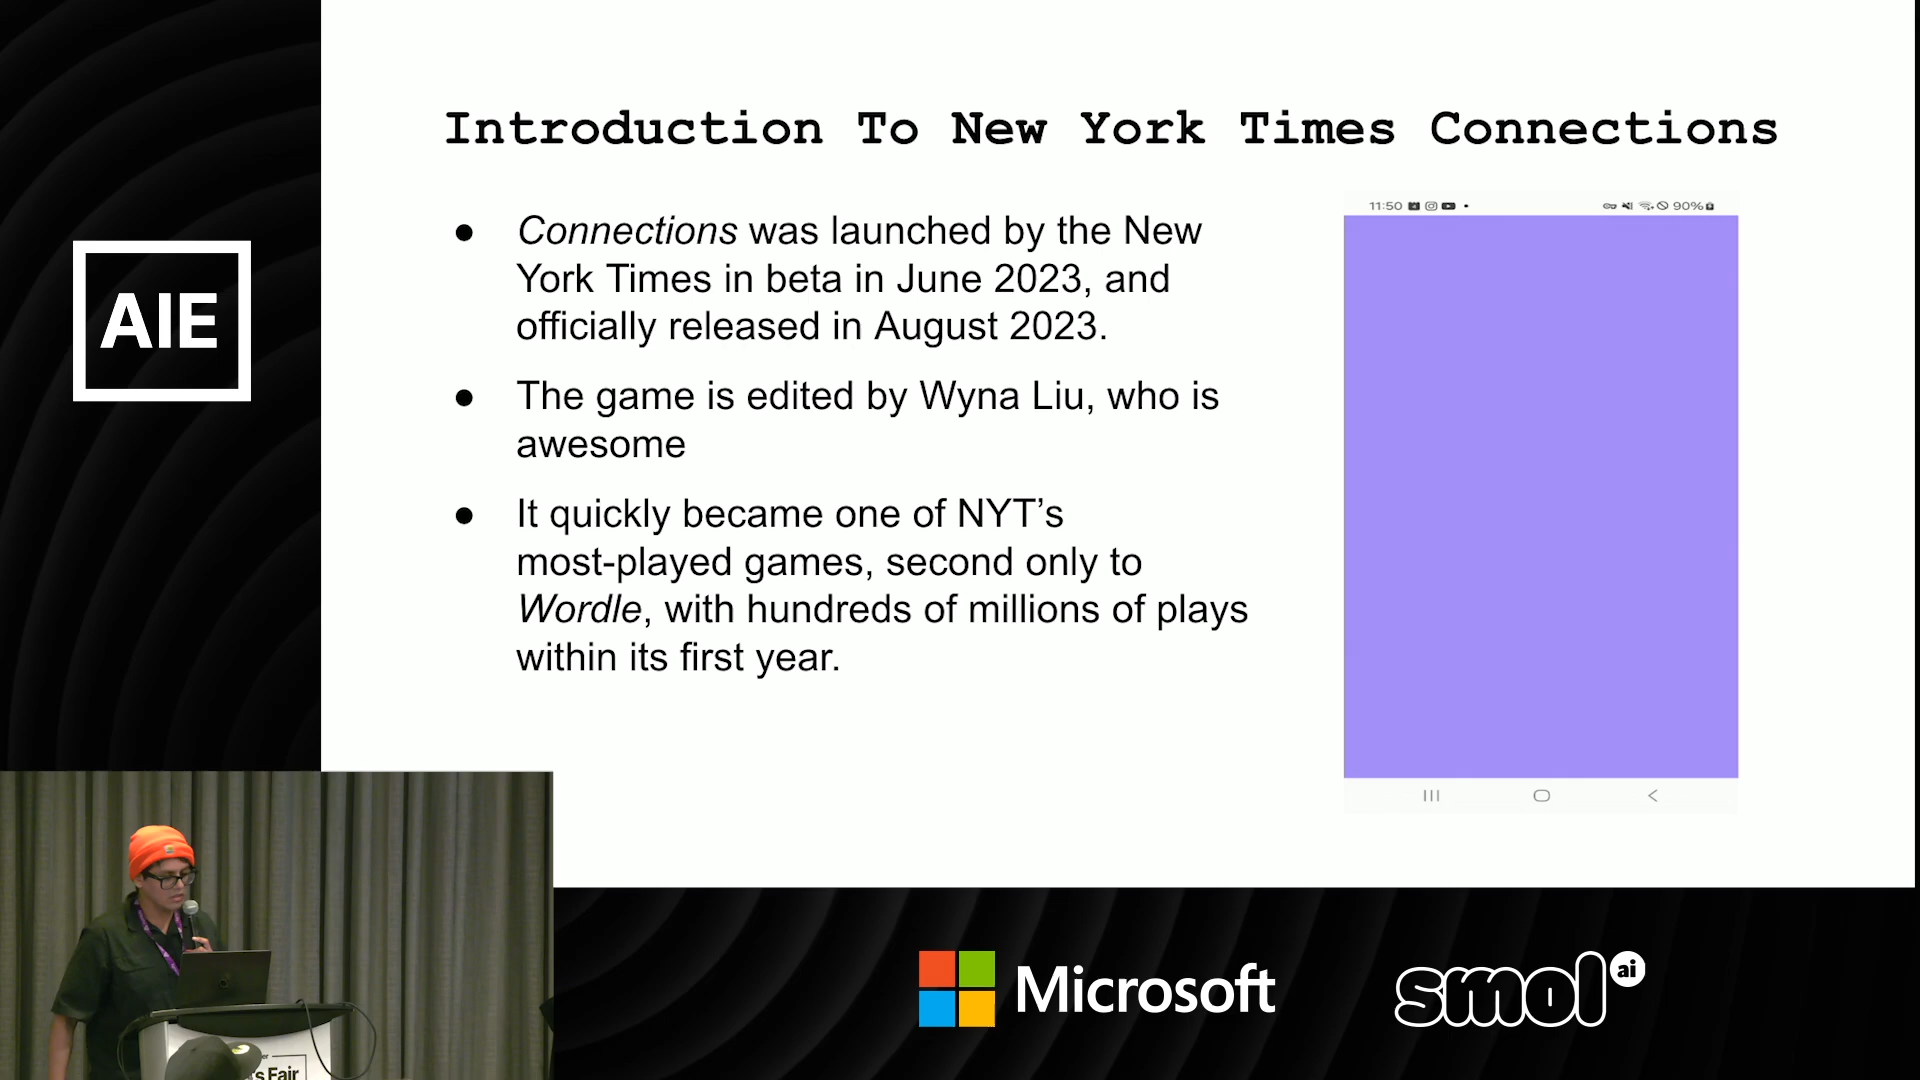 Introduction To New York Times Connections
AIE
● Connections was launched by the New
York Times in beta in June 2023, and
officially released in August 2023.
● The game is edited by Wyna Liu, who is
awesome
● It quickly became one of NYT’s
most-played games, second only to
Wordle, with hundreds of millions of plays
within its first year.
11:50
90%
Microsoft
smol ai
s Fair